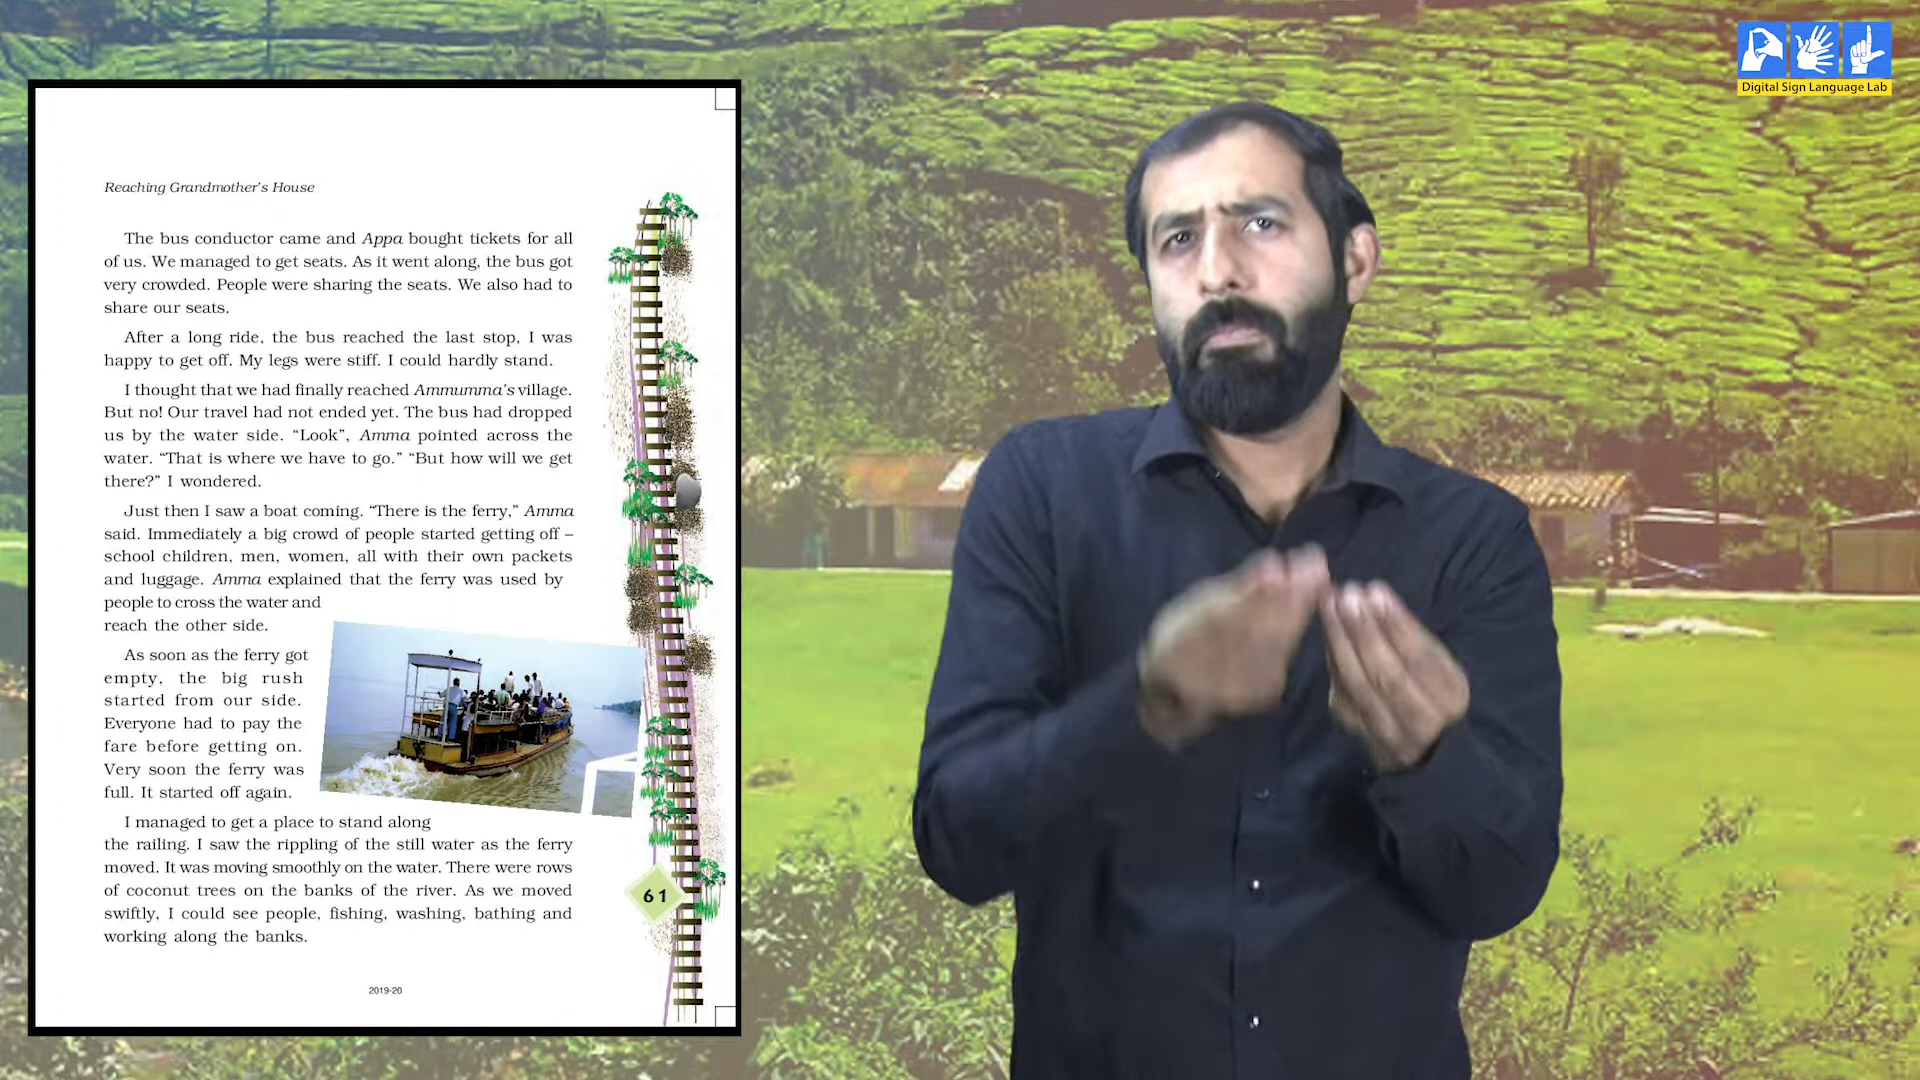 Digital Sign Language Lab
Reaching Grandmother's House
The bus conductor came and Appa bought tickets for all
of us. We managed to get seats. As it went along, the bus got
very crowded. People were sharing the seats. We also had to
share our seats.
After a long ride, the bus reached the last stop, I was
happy to get off. My legs were stiff. I could hardly stand.
I thought that we had finally reached Ammumma's village.
But no! Our travel had not ended yet. The bus had dropped
us by the water side. “Look”, Amma pointed across the
water. “That is where we have to go.” “But how will we get
there?” I wondered.
Just then I saw a boat coming. “There is the ferry,” Amma
said. Immediately a big crowd of people started getting off –
school children, men, women, all with their own packets
and luggage. Amma explained that the ferry was used by
people to cross the water and
reach the other side.
As soon as the ferry got
empty, the big rush
started from our side.
Everyone had to pay the
fare before getting on.
Very soon the ferry was
full. It started off again.
I managed to get a place to stand along
the railing. I saw the rippling of the still water as the ferry
moved. It was moving smoothly on the water. There were rows
of coconut trees on the banks of the river. As we moved
swiftly, I could see people, fishing, washing, bathing and
working along the banks.
61
2019-20